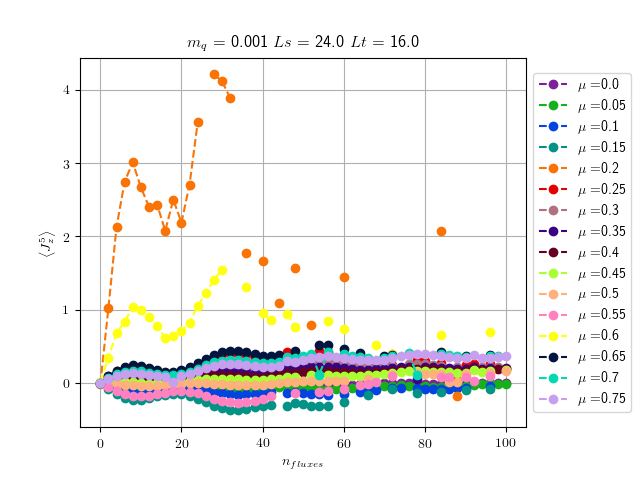 m_q = 0.001 Ls = 24.0 Lt = 16.0
4
3
2
1
0
⟨J_z^5⟩
0 20 40 60 80 100
n_{fluxes}
μ =0.0
μ =0.05
μ =0.1
μ =0.15
μ =0.2
μ =0.25
μ =0.3
μ =0.35
μ =0.4
μ =0.45
μ =0.5
μ =0.55
μ =0.6
μ =0.65
μ =0.7
μ =0.75